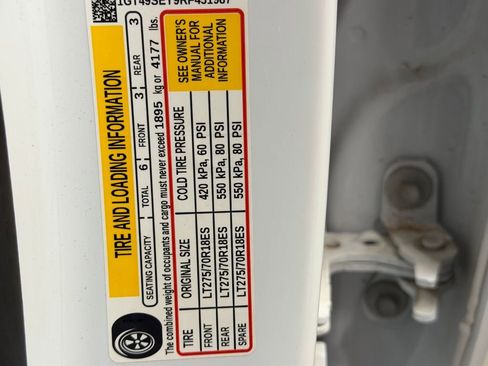 TIRE AND LOADING INFORMATION
SEATING CAPACITY TOTAL 6 FRONT 3 REAR 3
The combined weight of occupants and cargo must never exceed 1895 kg or 4177 lbs.
TIRE ORIGINAL SIZE COLD TIRE PRESSURE
FRONT LT275/70R18ES 420 kPa, 60 PSI
REAR LT275/70R18ES 550 kPa, 80 PSI
SPARE LT275/70R18ES 550 kPa, 80 PSI
SEE OWNER'S
MANUAL FOR
ADDITIONAL
INFORMATION